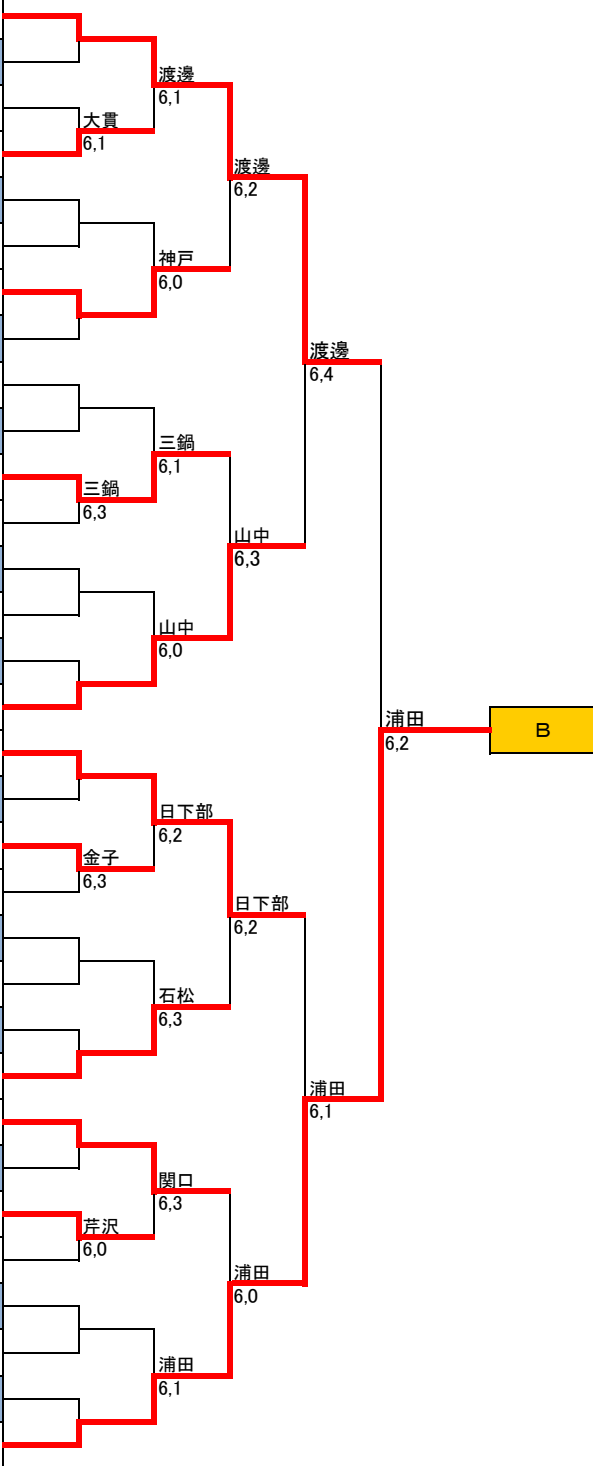 渡邊
6,1
大貫
6,1
渡邊
6,2
神戸
6,0
渡邊
6,4
三鍋
6,1
三鍋
6,3
山中
6,3
山中
6,0
浦田
6,2
B
日下部
6,2
金子
6,3
日下部
6,2
石松
6,3
浦田
6,1
関口
6,3
芹沢
6,0
浦田
6,0
浦田
6,1